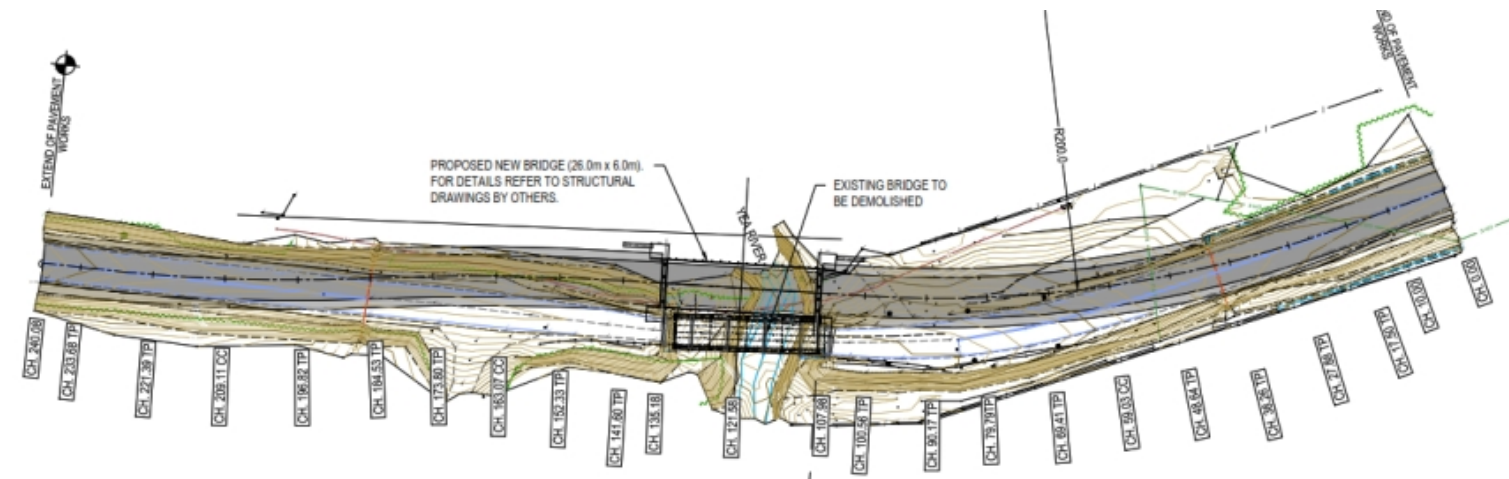 EXTEND OF PAVEMENT
WORKS
PROPOSED NEW BRIDGE (26.0m x 6.0m).
FOR DETAILS REFER TO STRUCTURAL
DRAWINGS BY OTHERS.
YEA RIVER
EXISTING BRIDGE TO
BE DEMOLISHED
R200.0
OF PAVEMENT
WORKS
CH. 240.08
CH. 233.68 TP
CH. 221.39 TP
CH. 209.11 CC
CH. 196.82 TP
CH. 184.53 TP
CH. 173.80 TP
CH. 163.07 CC
CH. 152.33 TP
CH. 141.60 TP
CH. 135.18
CH. 121.58
CH. 107.98
CH. 100.56 TP
CH. 90.17 TP
CH. 79.79TP
CH. 69.41 TP
CH. 59.03 CC
CH. 48.64 TP
CH. 38.26 TP
CH. 27.88 TP
CH. 17.50 TP
CH. 10.00
CH. 0.00